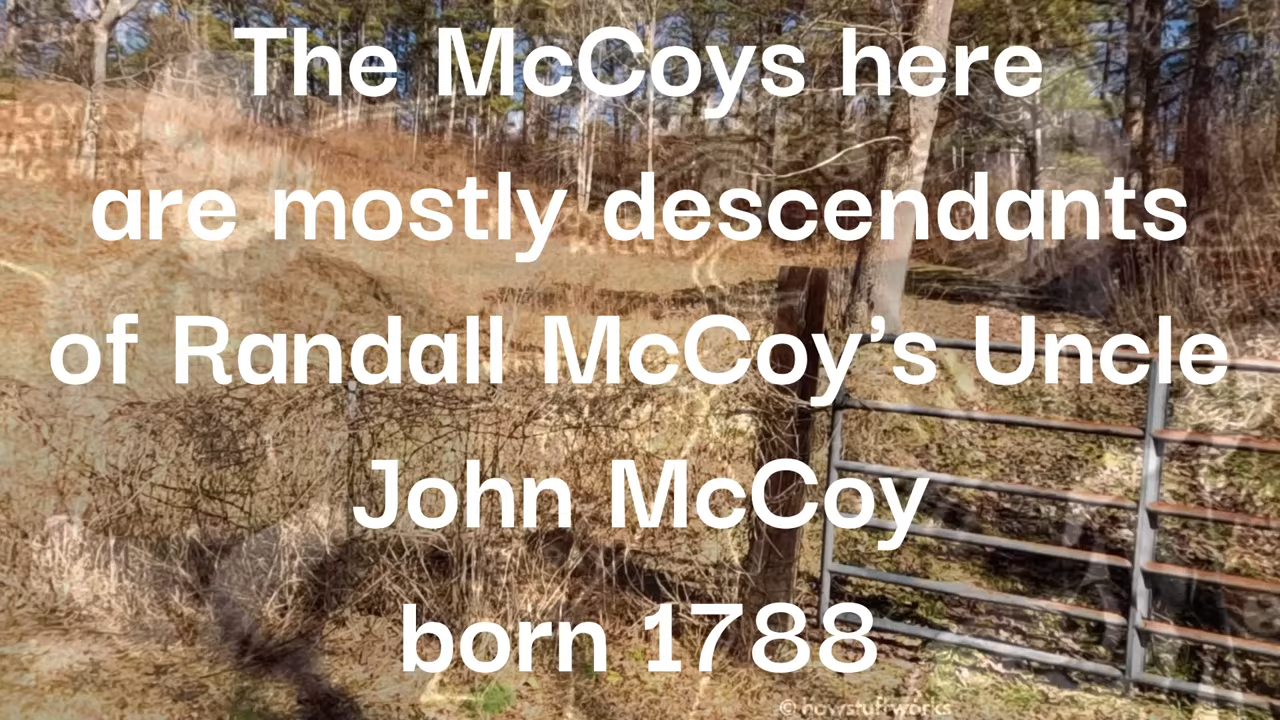 The McCoys here
are mostly descendants
of Randall McCoy’s Uncle
John McCoy
born 1788
© howstuffworks